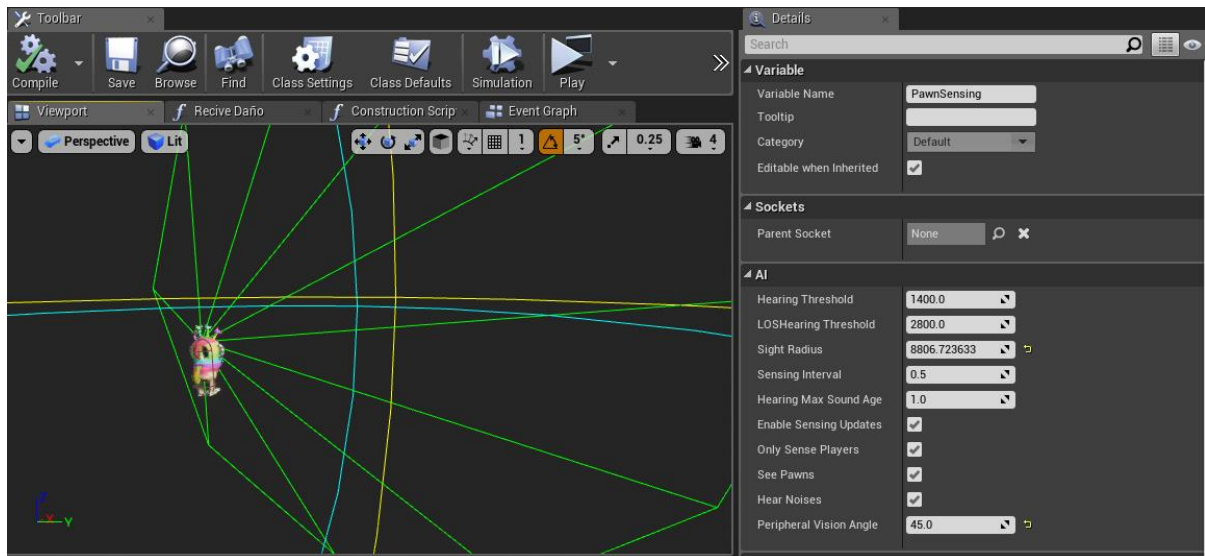 Toolbar
Compile
Save
Browse
Find
Class Settings
Class Defaults
Simulation
Play
Viewport
Recive Daño
Construction Scrip
Event Graph
Perspective
Lit
1
5°
0.25
4
Z
X
Y
Details
Search
Variable
Variable Name PawnSensing
Tooltip
Category Default
Editable when Inherited
Sockets
Parent Socket None
AI
Hearing Threshold 1400.0
LOSHearing Threshold 2800.0
Sight Radius 8806.723633
Sensing Interval 0.5
Hearing Max Sound Age 1.0
Enable Sensing Updates
Only Sense Players
See Pawns
Hear Noises
Peripheral Vision Angle 45.0